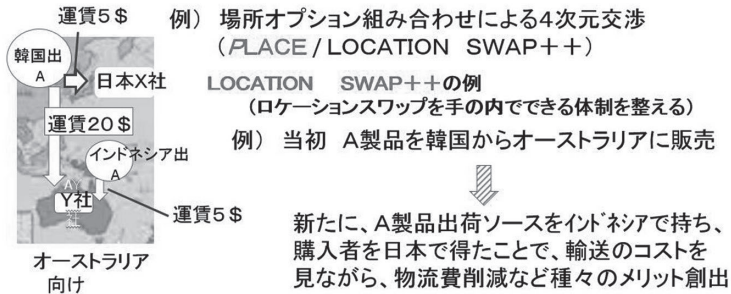 運賃5$
韓国出
A
日本X社
運賃20$
インドネシア出
A
Y社
運賃5$
オーストラリア
向け
例) 場所オプション組み合わせによる4次元交渉
(PLACE/LOCATION SWAP++)
LOCATION SWAP++の例
(ロケーションスワップを手の内でできる体制を整える)
例) 当初 A製品を韓国からオーストラリアに販売
新たに、A製品出荷ソースをインドネシアで持ち、
購入者を日本で得たことで、輸送のコストを
見ながら、物流費削減など種々のメリット創出